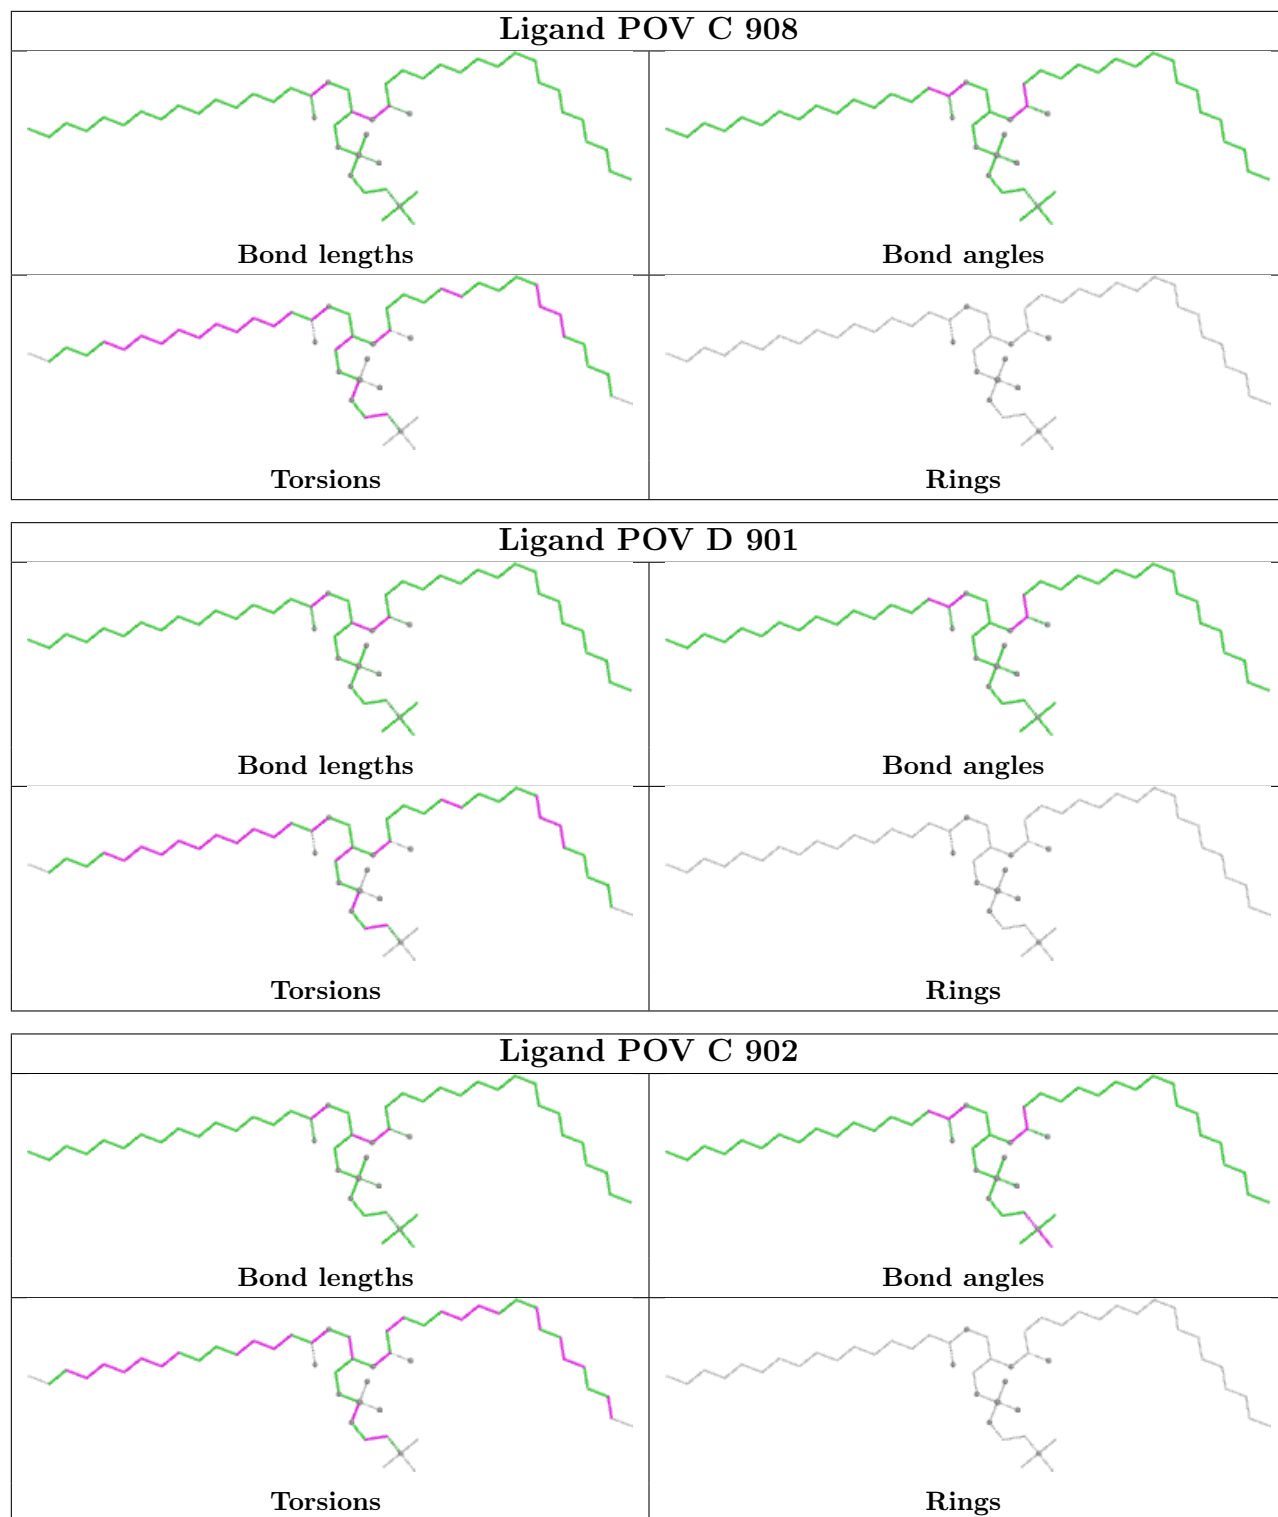 Ligand POV C 908
Bond lengths
Bond angles
Torsions
Rings
Ligand POV D 901
Bond lengths
Bond angles
Torsions
Rings
Ligand POV C 902
Bond lengths
Bond angles
Torsions
Rings